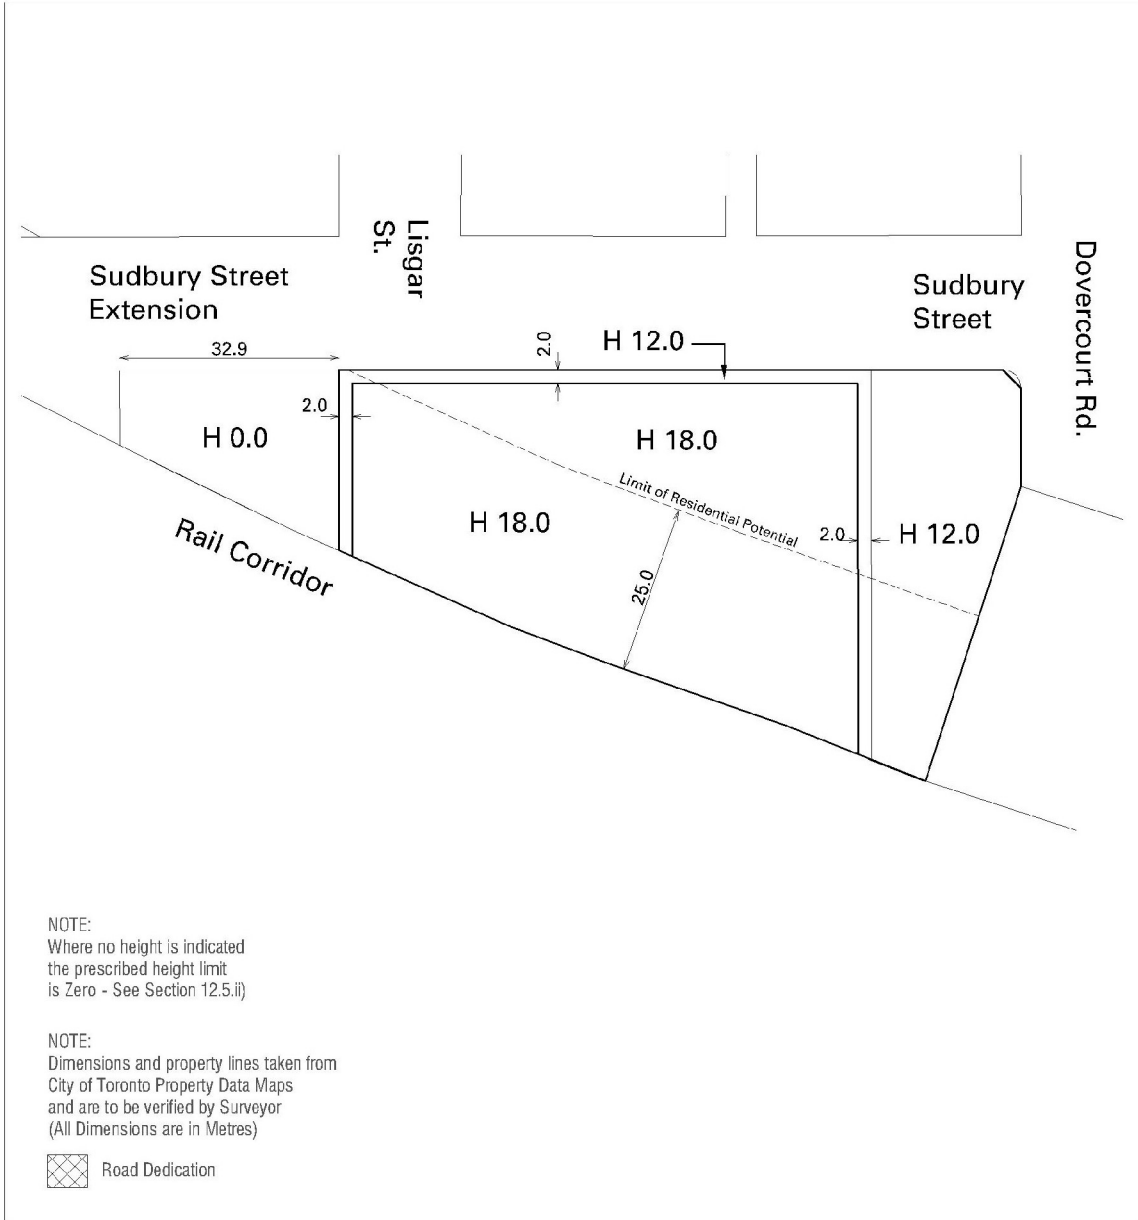 Lisgar
St.
Sudbury Street
Extension
Sudbury
Street
Dovercourt Rd.
32.9
2.0
H 12.0
2.0
H 0.0
H 18.0
Limit of Residential Potential
H 18.0
2.0
H 12.0
Rail Corridor
25.0
NOTE:
Where no height is indicated
the prescribed height limit
is Zero - See Section 12.5.ii)
NOTE:
Dimensions and property lines taken from
City of Toronto Property Data Maps
and are to be verified by Surveyor
(All Dimensions are in Metres)
Road Dedication